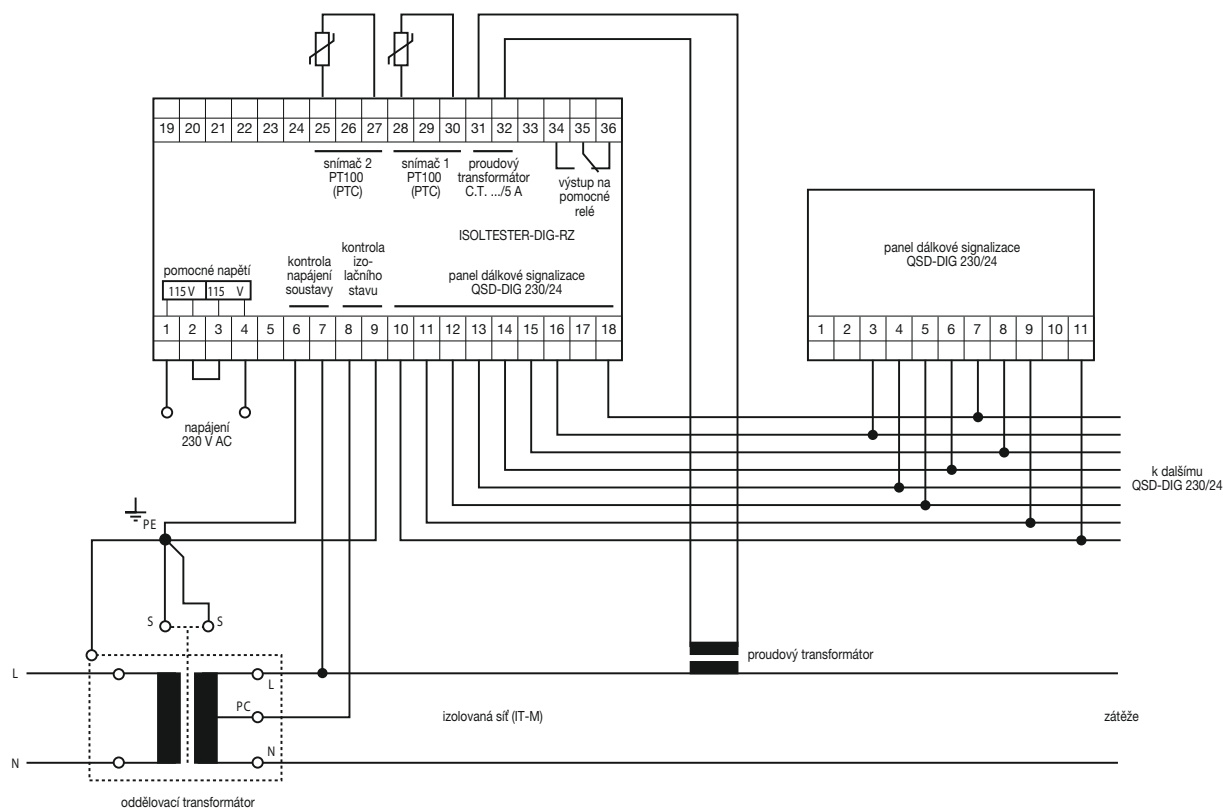 19 20 21 22 23 24 25 26 27 28 29 30 31 32 33 34 35 36
snímač 2
PT100
(PTC)
snímač 1
PT100
(PTC)
proudový
transformátor
C.T. .../5 A
výstup na
pomocné
relé
ISOLTESTER-DIG-RZ
pomocné napětí
115 V 115 V
kontrola
napájení
soustavy
kontrola
izo-
lačního
stavu
panel dálkové signalizace
QSD-DIG 230/24
1 2 3 4 5 6 7 8 9 10 11 12 13 14 15 16 17 18
panel dálkové signalizace
QSD-DIG 230/24
1 2 3 4 5 6 7 8 9 10 11
napájení
230 V AC
k dalšímu
QSD-DIG 230/24
PE
S S
proudový transformátor
L L
PC
izolovaná síť (IT-M)
zátěže
N N
oddělovací transformátor